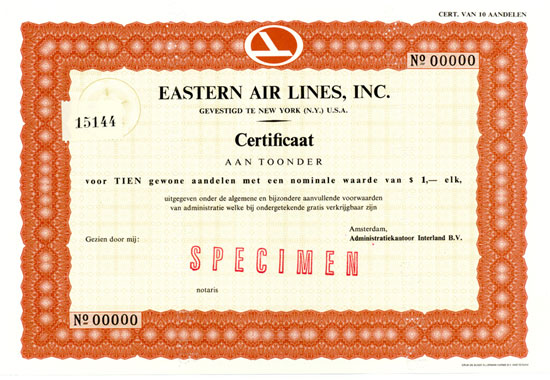 CERT. VAN 10 AANDELEN
Nº 00000
EASTERN AIR LINES, INC.
GEVESTIGD TE NEW YORK (N.Y.) U.S.A.
15144
Certificaat
AAN TOONDER
voor TIEN gewone aandelen met een nominale waarde van $ 1,— elk,
uitgegeven onder de algemene en bijzondere aanvullende voorwaarden
van administratie welke bij ondergetekende gratis verkrijgbaar zijn
Amsterdam,
Gezien door mij:
Administratiekantoor Interland B.V.
SPECIMEN
notaris
Nº 00000